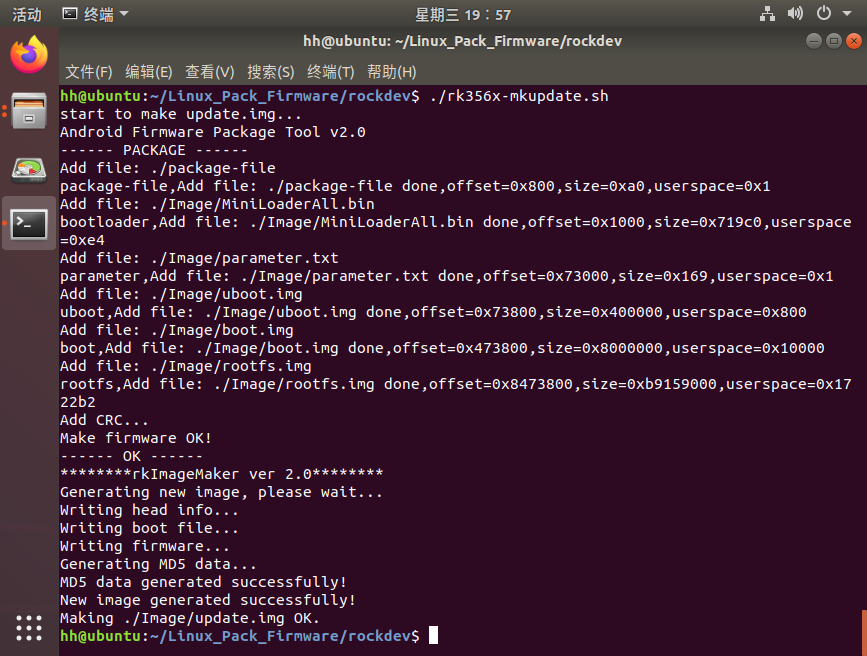 活动 终端 星期三 19：57
hh@ubuntu: ~/Linux_Pack_Firmware/rockdev
文件(F) 编辑(E) 查看(V) 搜索(S) 终端(T) 帮助(H)
hh@ubuntu:~/Linux_Pack_Firmware/rockdev$ ./rk356x-mkupdate.sh
start to make update.img...
Android Firmware Package Tool v2.0
------ PACKAGE ------
Add file: ./package-file
package-file,Add file: ./package-file done,offset=0x800,size=0xa0,userspace=0x1
Add file: ./Image/MiniLoaderAll.bin
bootloader,Add file: ./Image/MiniLoaderAll.bin done,offset=0x1000,size=0x719c0,userspace
=0xe4
Add file: ./Image/parameter.txt
parameter,Add file: ./Image/parameter.txt done,offset=0x73000,size=0x169,userspace=0x1
Add file: ./Image/uboot.img
uboot,Add file: ./Image/uboot.img done,offset=0x73800,size=0x400000,userspace=0x800
Add file: ./Image/boot.img
boot,Add file: ./Image/boot.img done,offset=0x473800,size=0x8000000,userspace=0x10000
Add file: ./Image/rootfs.img
rootfs,Add file: ./Image/rootfs.img done,offset=0x8473800,size=0xb9159000,userspace=0x17
22b2
Add CRC...
Make firmware OK!
------ OK ------
********rkImageMaker ver 2.0********
Generating new image, please wait...
Writing head info...
Writing boot file...
Writing firmware...
Generating MD5 data...
MD5 data generated successfully!
New image generated successfully!
Making ./Image/update.img OK.
hh@ubuntu:~/Linux_Pack_Firmware/rockdev$